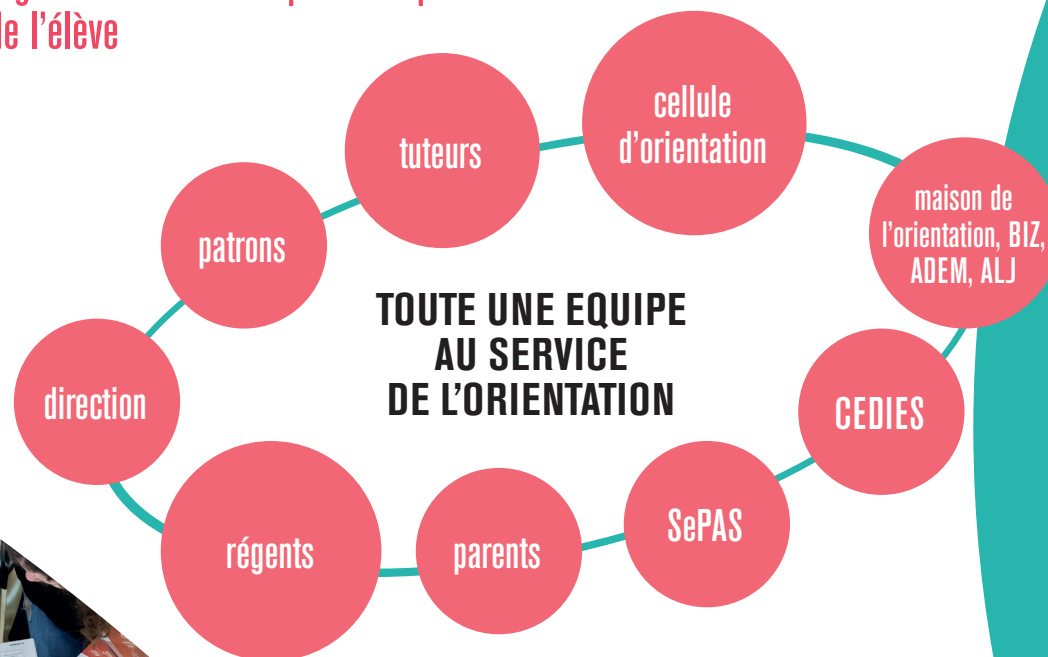 de l'élève
cellule
d'orientation
tuteurs
maison de
l'orientation, BIZ,
ADEM, ALJ
patrons
TOUTE UNE EQUIPE
AU SERVICE
DE L'ORIENTATION
direction
CEDIES
SePAS
régents
parents